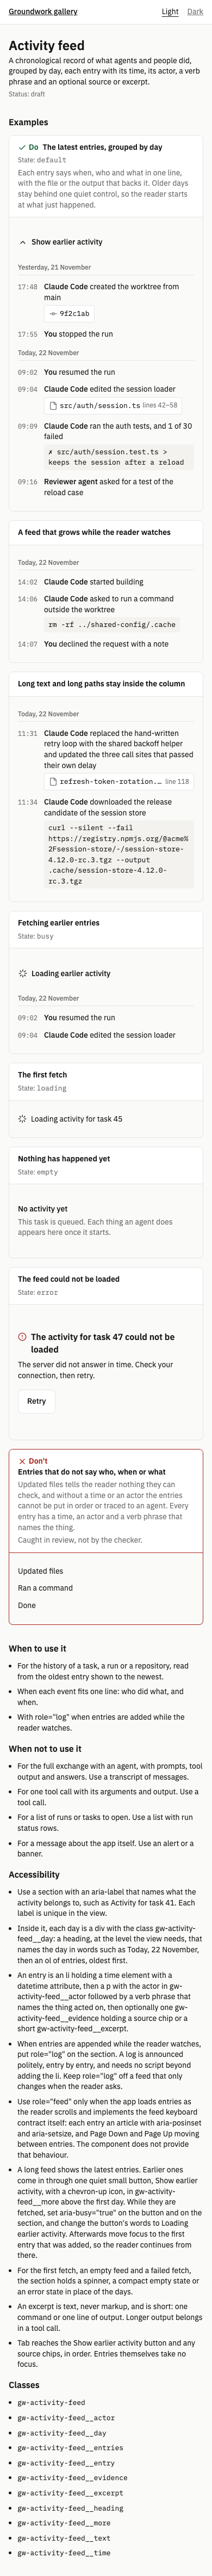 Groundwork gallery
Light
Dark
Activity feed
A chronological record of what agents and people did,
grouped by day, each entry with its time, its actor, a verb
phrase and an optional source or excerpt.
Status: draft
Examples
Do The latest entries, grouped by day
State: default
Each entry says when, who and what in one line,
with the file or the output that backs it. Older days
stay behind one quiet control, so the reader starts
at what just happened.
Show earlier activity
Yesterday, 21 November
17:48 Claude Code created the worktree from
main
9f2c1ab
17:55 You stopped the run
Today, 22 November
09:02 You resumed the run
09:04 Claude Code edited the session loader
src/auth/session.ts lines 42–58
09:09 Claude Code ran the auth tests, and 1 of 30
failed
✗ src/auth/session.test.ts >
keeps the session after a reload
09:16 Reviewer agent asked for a test of the
reload case
A feed that grows while the reader watches
Today, 22 November
14:02 Claude Code started building
14:06 Claude Code asked to run a command
outside the worktree
rm -rf ../shared-config/.cache
14:07 You declined the request with a note
Long text and long paths stay inside the column
Today, 22 November
11:31 Claude Code replaced the hand-written
retry loop with the shared backoff helper
and updated the three call sites that passed
their own delay
refresh-token-rotation.… line 118
11:34 Claude Code downloaded the release
candidate of the session store
curl --silent --fail
https://registry.npmjs.org/@acme%
2Fsession-store/-/session-store-
4.12.0-rc.3.tgz --output
.cache/session-store-4.12.0-
rc.3.tgz
Fetching earlier entries
State: busy
Loading earlier activity
Today, 22 November
09:02 You resumed the run
09:04 Claude Code edited the session loader
The first fetch
State: loading
Loading activity for task 45
Nothing has happened yet
State: empty
No activity yet
This task is queued. Each thing an agent does
appears here once it starts.
The feed could not be loaded
State: error
The activity for task 47 could not be
loaded
The server did not answer in time. Check your
connection, then retry.
Retry
Don't
Entries that do not say who, when or what
Updated files tells the reader nothing they can
check, and without a time or an actor the entries
cannot be put in order or traced to an agent. Every
entry has a time, an actor and a verb phrase that
names the thing.
Caught in review, not by the checker.
Updated files
Ran a command
Done
When to use it
• For the history of a task, a run or a repository, read
from the oldest entry shown to the newest.
• When each event fits one line: who did what, and
when.
• With role="log" when entries are added while the
reader watches.
When not to use it
• For the full exchange with an agent, with prompts, tool
output and answers. Use a transcript of messages.
• For one tool call with its arguments and output. Use a
tool call.
• For a list of runs or tasks to open. Use a list with run
status rows.
• For a message about the app itself. Use an alert or a
banner.
Accessibility
• Use a section with an aria-label that names what the
activity belongs to, such as Activity for task 41. Each
label is unique in the view.
• Inside it, each day is a div with the class gw-activity-
feed__day: a heading, at the level the view needs, that
names the day in words such as Today, 22 November,
then an ol of entries, oldest first.
• An entry is an li holding a time element with a
datetime attribute, then a p with the actor in gw-
activity-feed__actor followed by a verb phrase that
names the thing acted on, then optionally one gw-
activity-feed__evidence holding a source chip or a
short gw-activity-feed__excerpt.
• When entries are appended while the reader watches,
put role="log" on the section. A log is announced
politely, entry by entry, and needs no script beyond
adding the li. Keep role="log" off a feed that only
changes when the reader asks.
• Use role="feed" only when the app loads entries as
the reader scrolls and implements the feed keyboard
contract itself: each entry an article with aria-posinset
and aria-setsize, and Page Down and Page Up moving
between entries. The component does not provide
that behaviour.
• A long feed shows the latest entries. Earlier ones
come in through one quiet small button, Show earlier
activity, with a chevron-up icon, in gw-activity-
feed__more above the first day. While they are
fetched, set aria-busy="true" on the button and on the
section, and change the button's words to Loading
earlier activity. Afterwards move focus to the first
entry that was added, so the reader continues from
there.
• For the first fetch, an empty feed and a failed fetch,
the section holds a spinner, a compact empty state or
an error state in place of the days.
• An excerpt is text, never markup, and is short: one
command or one line of output. Longer output belongs
in a tool call.
• Tab reaches the Show earlier activity button and any
source chips, in order. Entries themselves take no
focus.
Classes
• gw-activity-feed
• gw-activity-feed__actor
• gw-activity-feed__day
• gw-activity-feed__entries
• gw-activity-feed__entry
• gw-activity-feed__evidence
• gw-activity-feed__excerpt
• gw-activity-feed__heading
• gw-activity-feed__more
• gw-activity-feed__text
• gw-activity-feed__time